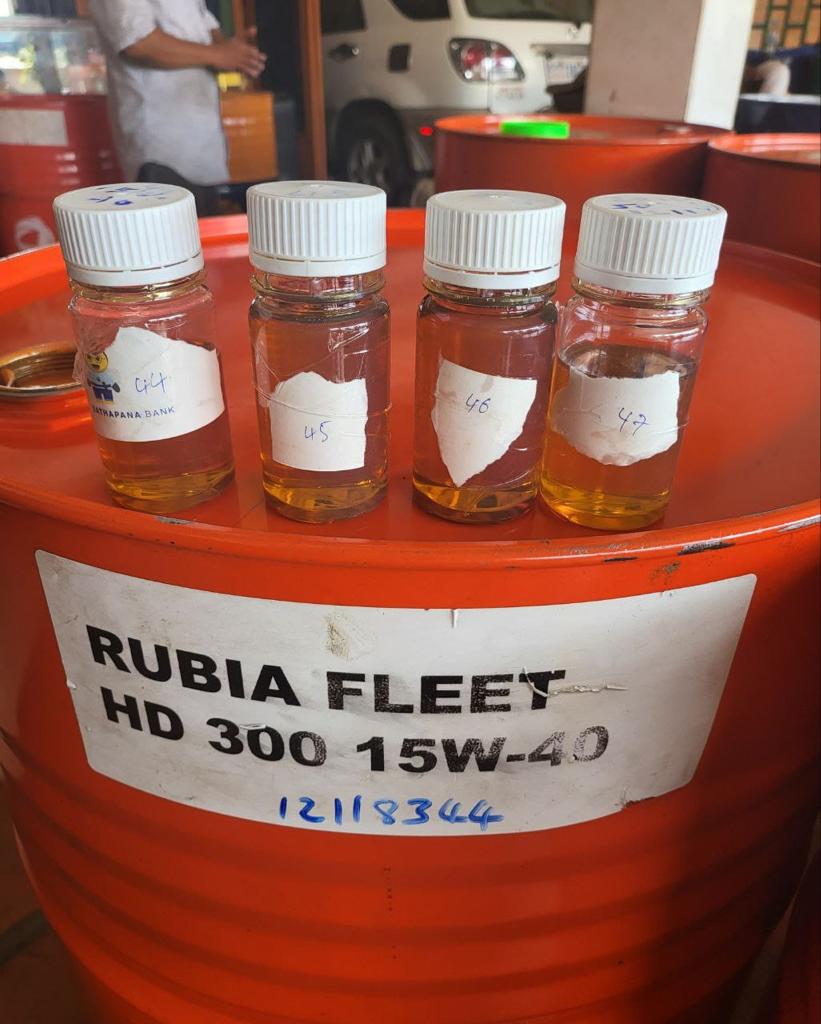 44
SATHAPANA BANK
45
46
47
RUBIA FLEET
HD 300 15W-40
12118344